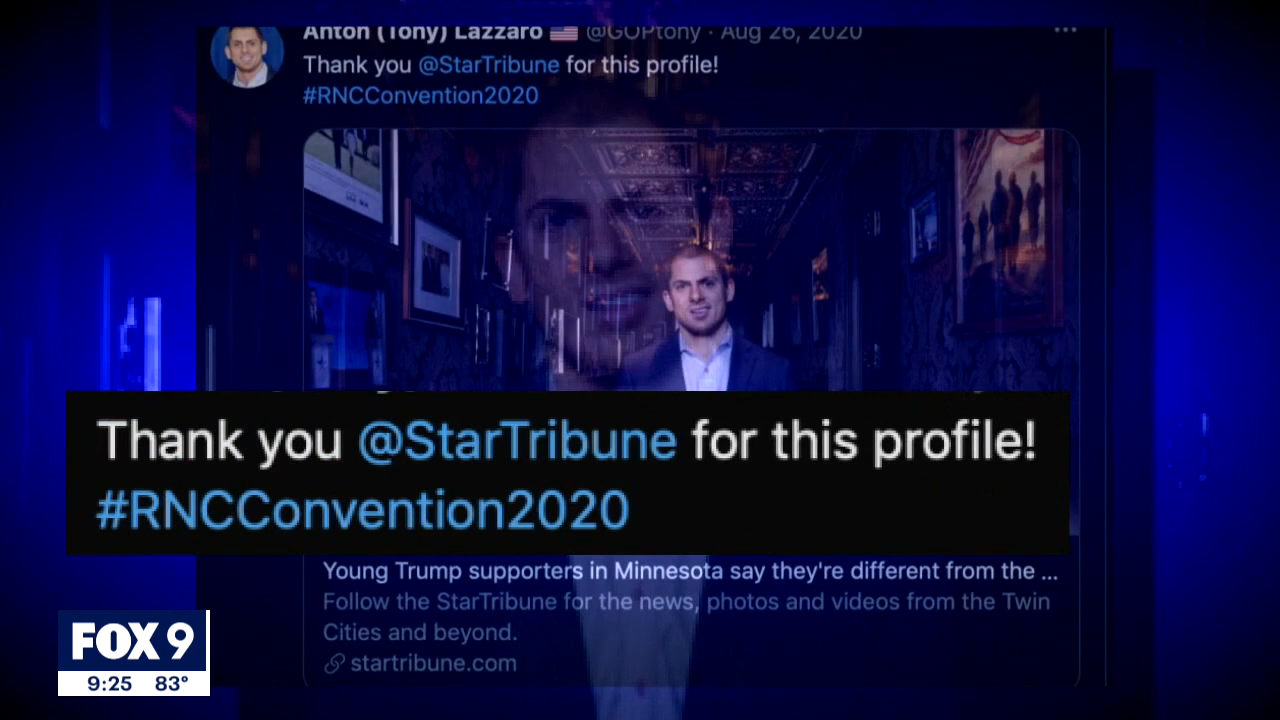 Anton (Tony) Lazzaro @GOPtony · Aug 26, 2020
Thank you @StarTribune for this profile!
#RNCConvention2020
Thank you @StarTribune for this profile!
#RNCConvention2020
Young Trump supporters in Minnesota say they're different from the ...
Follow the StarTribune for the news, photos and videos from the Twin
Cities and beyond.
startribune.com
FOX 9
9:25 83°